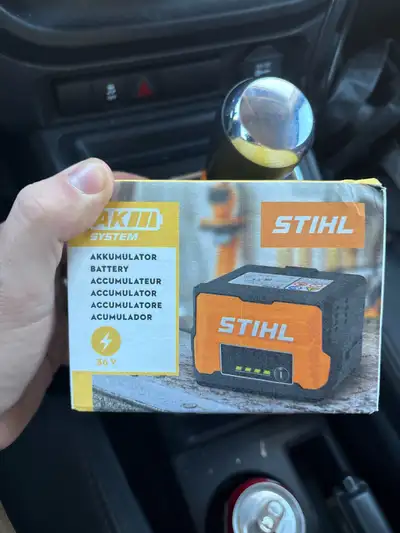 AK
SYSTEM
STIHL
AKKUMULATOR
BATTERY
ACCUMULATEUR
ACCUMULATOR
ACCUMULATORE
ACUMULADOR
36 V
STIHL